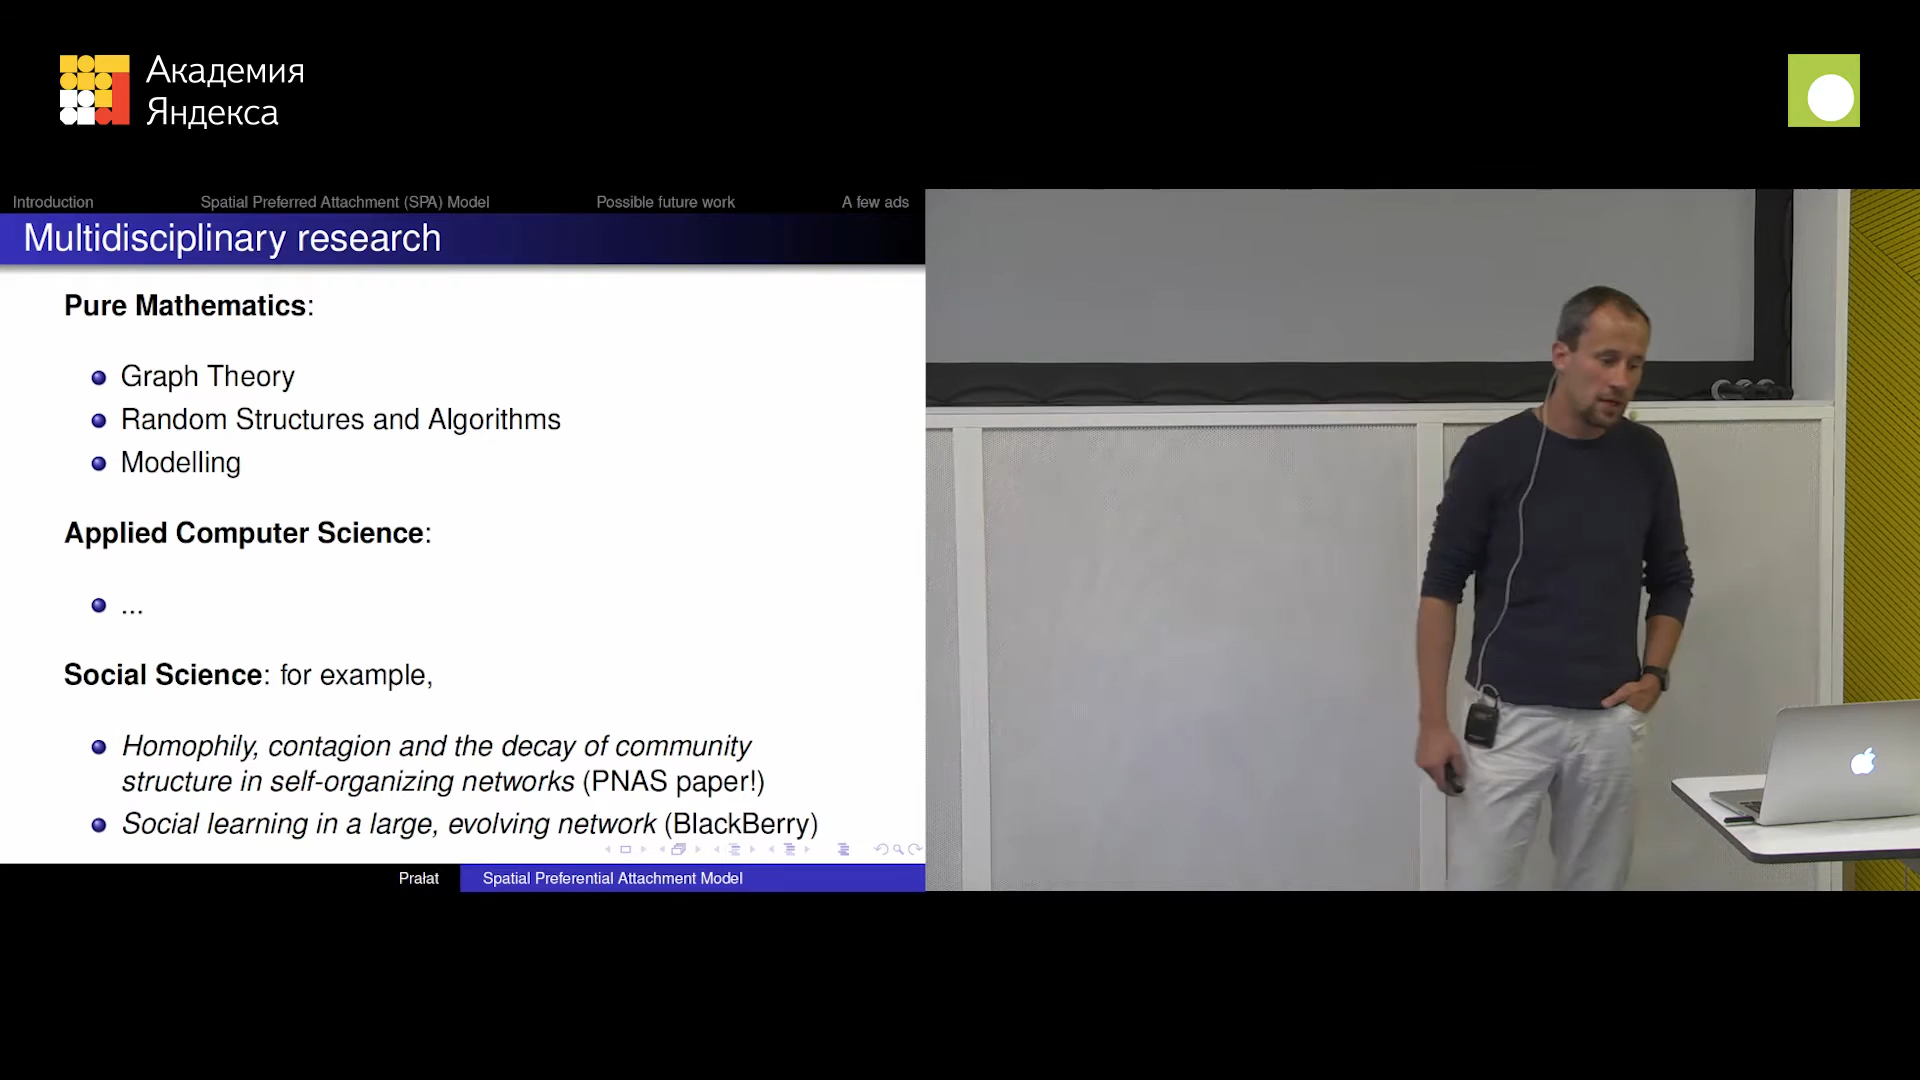 Академия
Яндекса
Introduction
Spatial Preferred Attachment (SPA) Model
Possible future work
A few ads
Multidisciplinary research
Pure Mathematics:
Graph Theory
Random Structures and Algorithms
Modelling
Applied Computer Science:
...
Social Science: for example,
Homophily, contagion and the decay of community
structure in self-organizing networks (PNAS paper!)
Social learning in a large, evolving network (BlackBerry)
Prałat
Spatial Preferential Attachment Model